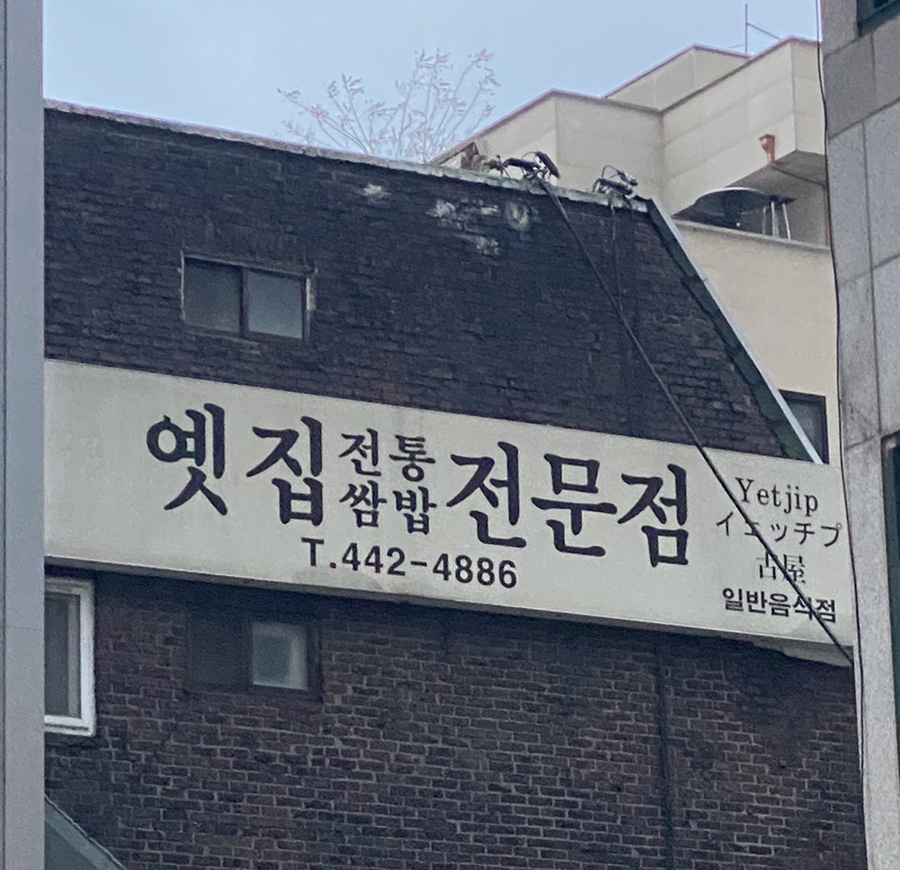 옛집 전통 쌈밥 전문점
T.442-4886
Yetjip
イェッチプ
古屋
일반음식점